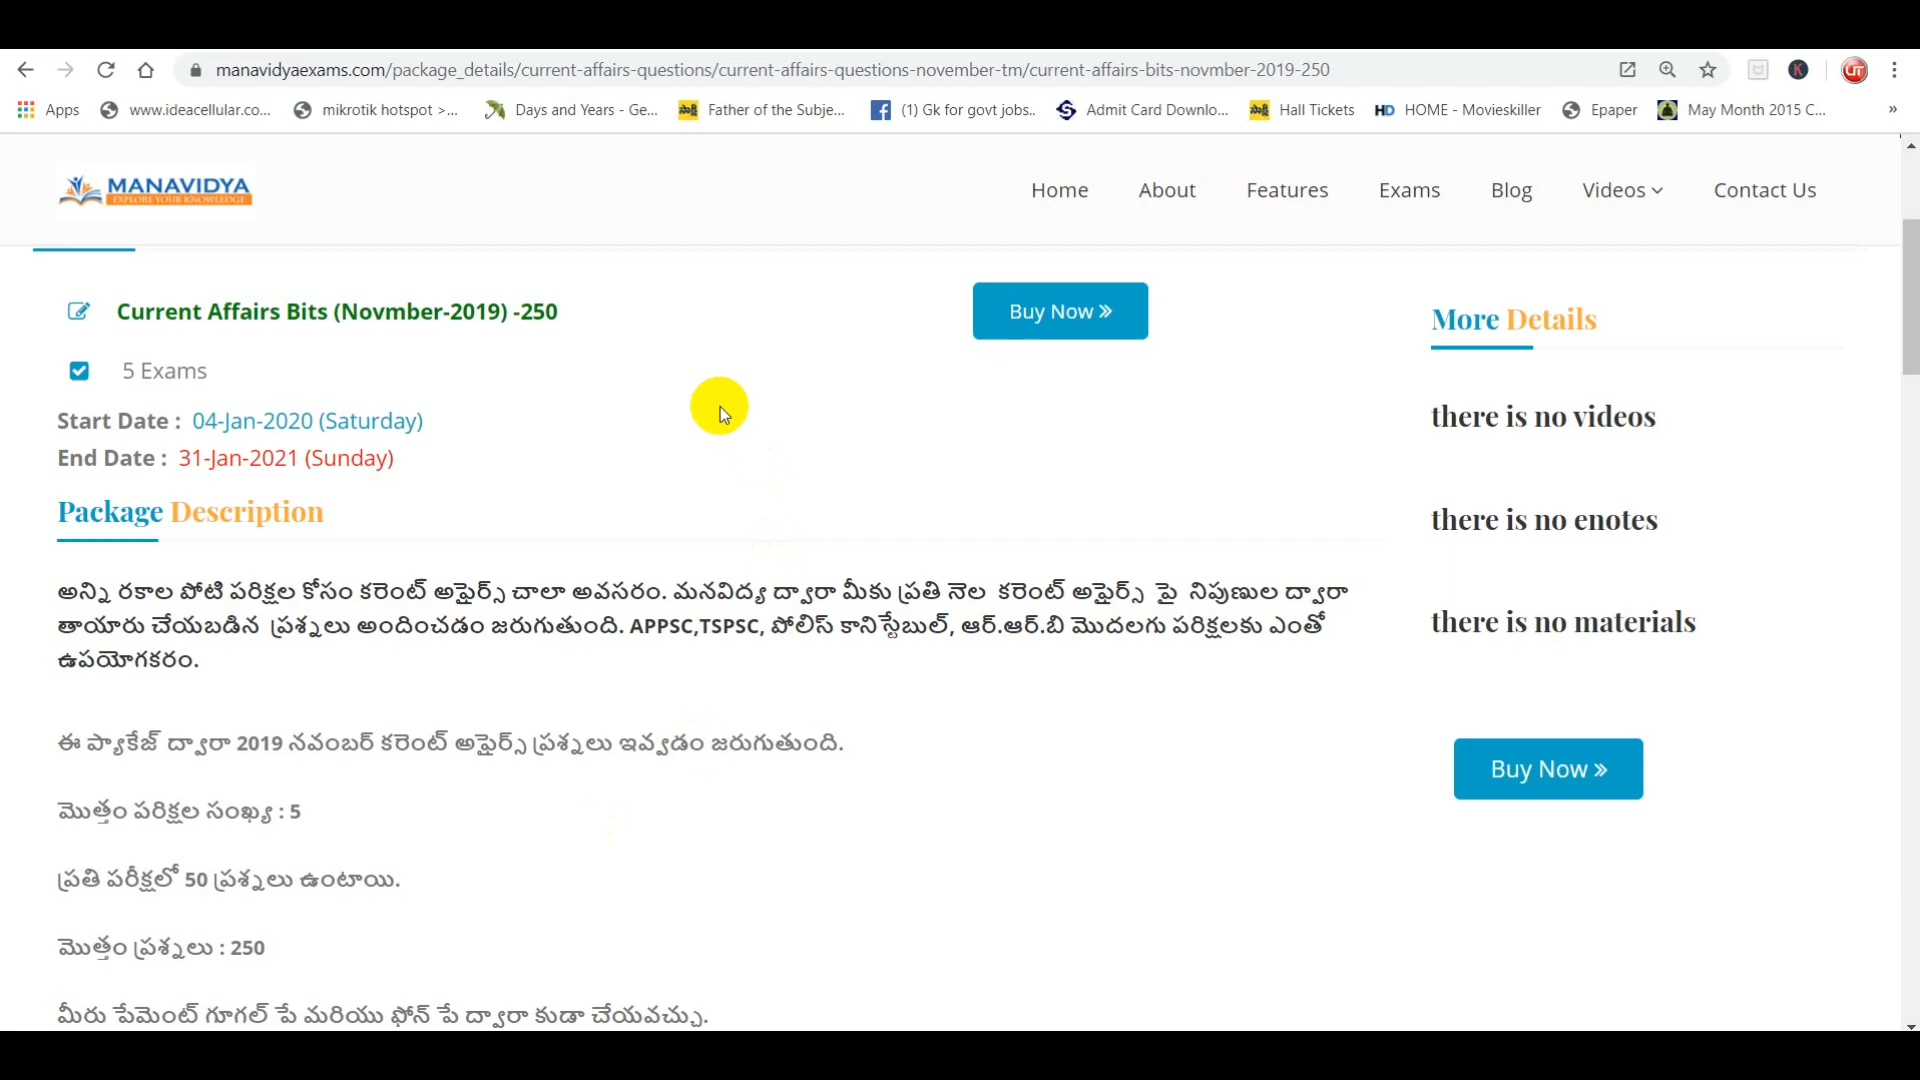 manavidyaexams.com/package_details/current-affairs-questions/current-affairs-questions-november-tm/current-affairs-bits-novmber-2019-250
K
Apps www.ideacellular.co... mikrotik hotspot >... Days and Years - Ge... Father of the Subje... (1) Gk for govt jobs.. Admit Card Downlo... Hall Tickets HD HOME - Movieskiller Epaper May Month 2015 C... »
MANAVIDYA
EXPLORE YOUR KNOWLEDGE
Home About Features Exams Blog Videos Contact Us
Current Affairs Bits (Novmber-2019) -250
Buy Now »
More Details
5 Exams
Start Date : 04-Jan-2020 (Saturday)
there is no videos
End Date : 31-Jan-2021 (Sunday)
Package Description
there is no enotes
అన్ని రకాల పోటి పరిక్షల కోసం కరెంట్ అఫైర్స్ చాలా అవసరం. మనవిద్య ద్వారా మీకు ప్రతి నెల కరెంట్ అఫైర్స్ పై నిపుణుల ద్వారా
తాయారు చేయబడిన ప్రశ్నలు అందించడం జరుగుతుంది. APPSC,TSPSC, పోలిస్ కానిస్టేబుల్, ఆర్.ఆర్.బి మొదలగు పరిక్షలకు ఎంతో
ఉపయోగకరం.
there is no materials
ఈ ప్యాకేజ్ ద్వారా 2019 నవంబర్ కరెంట్ అఫైర్స్ ప్రశ్నలు ఇవ్వడం జరుగుతుంది.
Buy Now »
మొత్తం పరిక్షల సంఖ్య : 5
ప్రతి పరీక్షలో 50 ప్రశ్నలు ఉంటాయి.
మొత్తం ప్రశ్నలు : 250
మీరు పేమెంట్ గూగల్ పే మరియు ఫోన్ పే ద్వారా కుడా చేయవచ్చు.